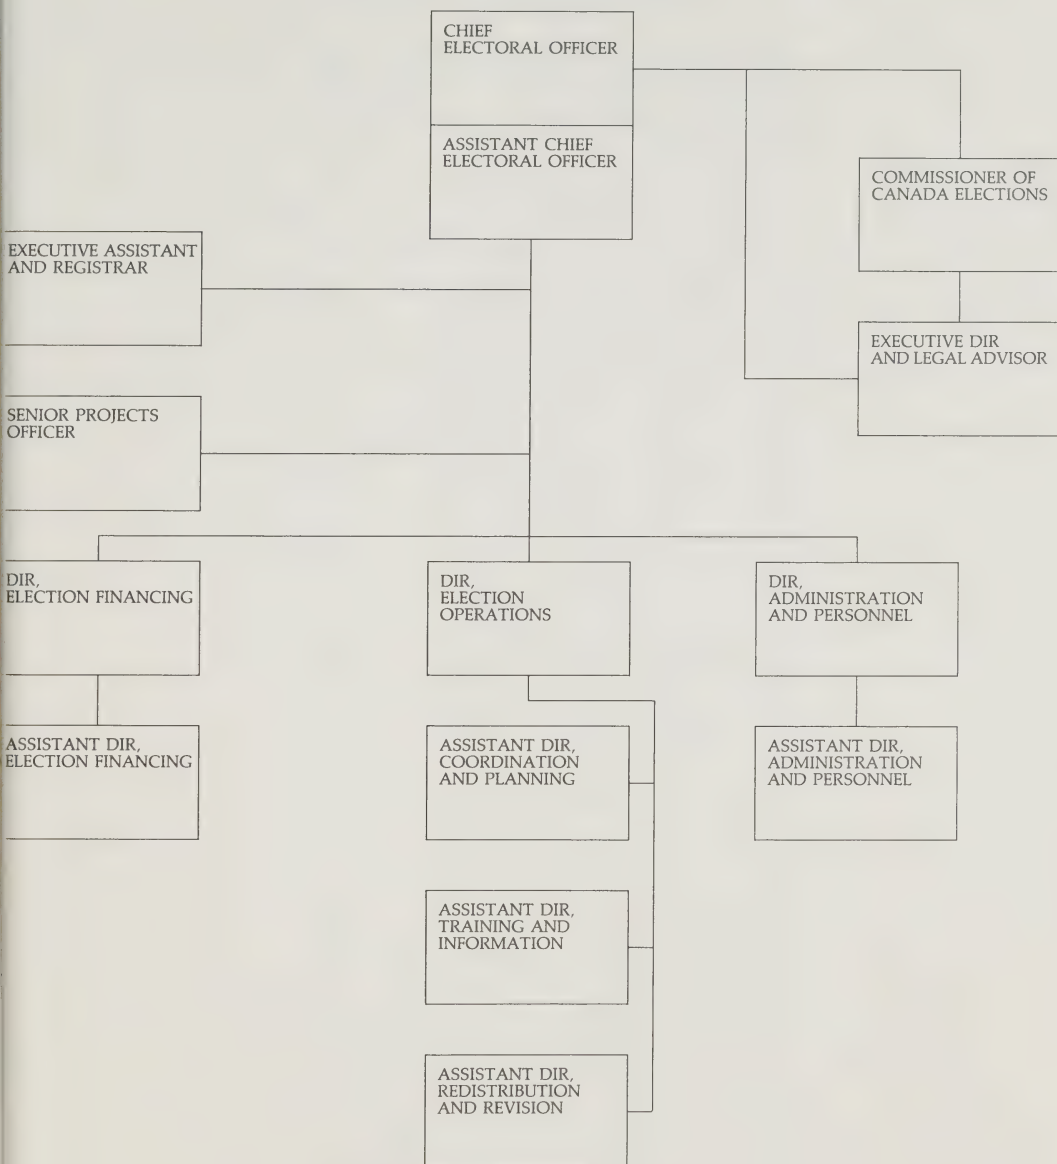 CHIEF
ELECTORAL OFFICER
ASSISTANT CHIEF
ELECTORAL OFFICER
COMMISSIONER OF
CANADA ELECTIONS
EXECUTIVE ASSISTANT
AND REGISTRAR
EXECUTIVE DIR
AND LEGAL ADVISOR
SENIOR PROJECTS
OFFICER
DIR,
ELECTION FINANCING
DIR,
ELECTION
OPERATIONS
DIR,
ADMINISTRATION
AND PERSONNEL
ASSISTANT DIR,
ELECTION FINANCING
ASSISTANT DIR,
COORDINATION
AND PLANNING
ASSISTANT DIR,
ADMINISTRATION
AND PERSONNEL
ASSISTANT DIR,
TRAINING AND
INFORMATION
ASSISTANT DIR,
REDISTRIBUTION
AND REVISION